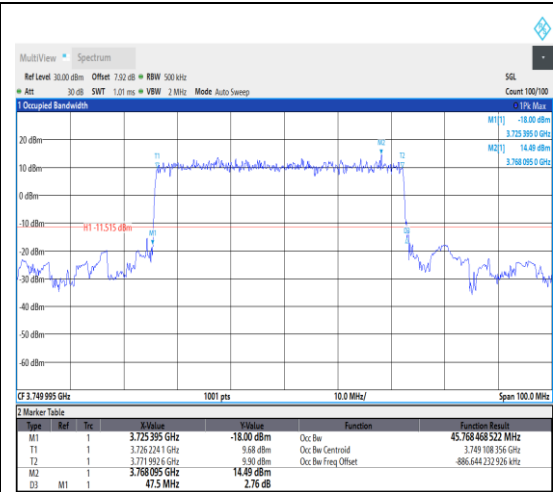 MultiView Spectrum
Ref Level 30.00 dBm Offset 7.92 dB RBW 500 kHz SGL
Att 30 dB SWT 1.01 ms VBW 2 MHz Mode Auto Sweep Count 100/100
1 Occupied Bandwidth 1Pk Max
M1[1] -18.00 dBm
3.725 395 0 GHz
M2[1] 14.49 dBm
3.768 095 0 GHz
M2
20 dBm
T1 T2
10 dBm
0 dBm
-10 dBm
H1 -11.515 dBm
M1 D3
-20 dBm
-30 dBm
-40 dBm
-50 dBm
-60 dBm
CF 3.749 995 GHz 1001 pts 10.0 MHz/ Span 100.0 MHz
2 Marker Table
Type Ref Trc X-Value Y-Value Function Function Result
M1 1 3.725 395 GHz -18.00 dBm Occ Bw 45.768 468 522 MHz
T1 1 3.726 224 1 GHz 9.68 dBm Occ Bw Centroid 3.749 108 356 GHz
T2 1 3.771 992 6 GHz 9.90 dBm Occ Bw Freq Offset -886.644 232 926 kHz
M2 1 3.768 095 GHz 14.49 dBm
D3 M1 1 47.5 MHz 2.76 dB